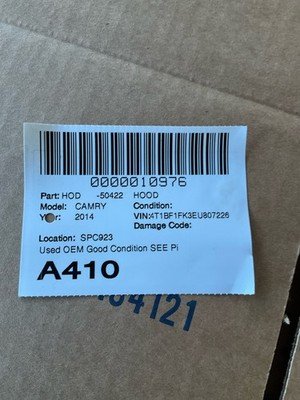 0000010976
Part: HOD -50422 HOOD
Model: CAMRY Condition:
Year: 2014 VIN:4T1BF1FK3EU807226
Damage Code:
Location: SPC923
Used OEM Good Condition SEE Pi
A410